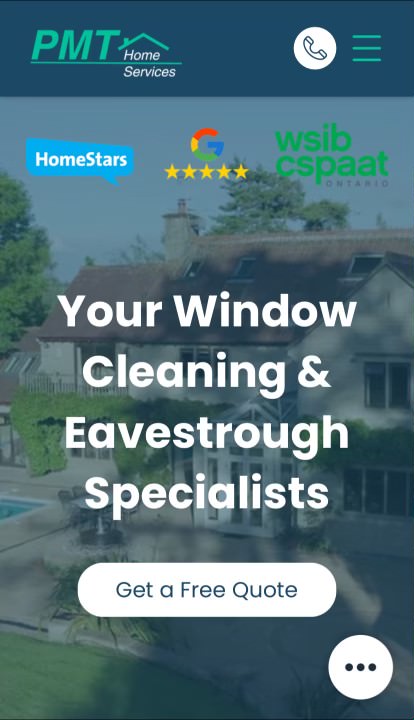 PMT
Home
Services
HomeStars
wsib
cspaat
ONTARIO
Your Window
Cleaning &
Eavestrough
Specialists
Get a Free Quote